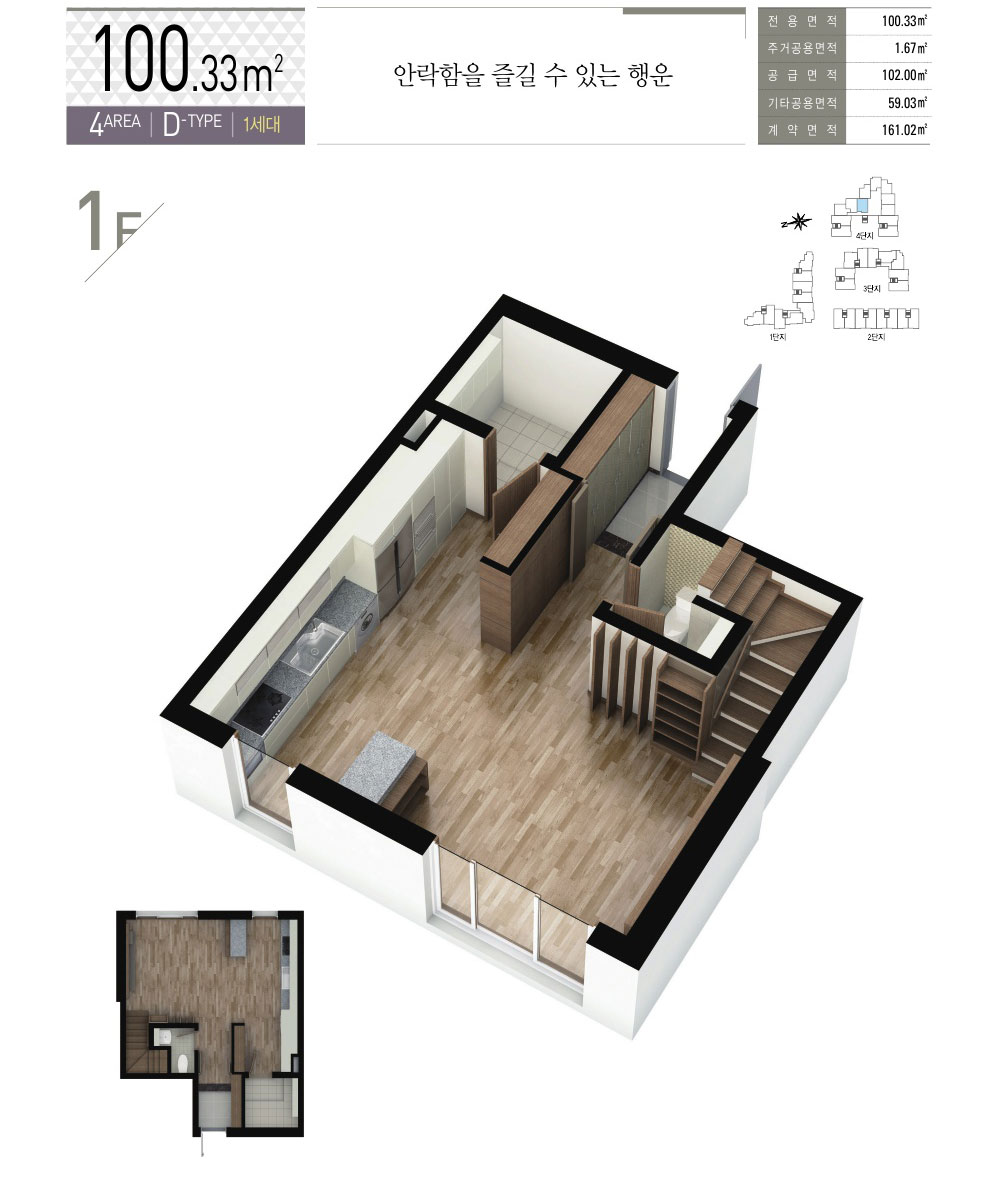 100.33m²
4AREA | D-TYPE | 1세대
안락함을 즐길 수 있는 행운
전용면적 100.33㎡
주거공용면적 1.67㎡
공급면적 102.00㎡
기타공용면적 59.03㎡
계약면적 161.02㎡
1F
N
4단지
3단지
1단지
2단지